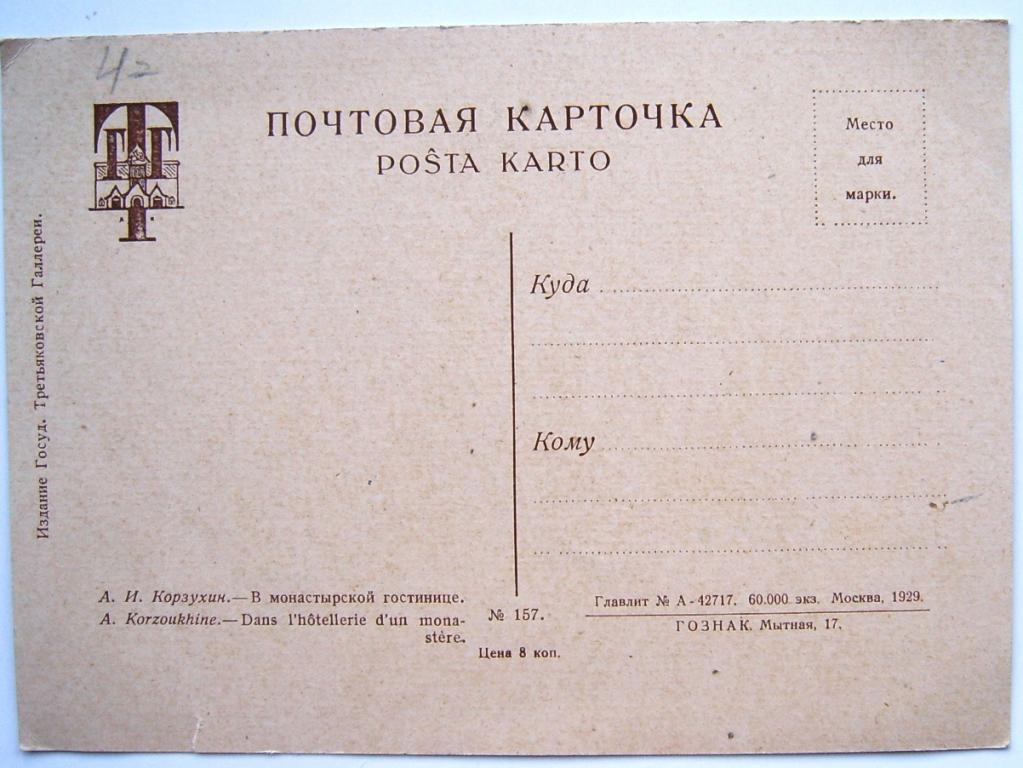 4-
ПОЧТОВАЯ КАРТОЧКА
POŜTA KARTO
Место
для
марки.
Г Т Г
А К
Издание Госуд. Третьяковской Галлереи.
Куда
Кому
А. И. Корзухин.—В монастырской гостинице.
A. Korzoukhine.—Dans l'hôtellerie d'un mona-
stère.
№ 157.
Цена 8 коп.
Главлит № А-42717. 60.000 экз. Москва, 1929.
ГОЗНАК. Мытная, 17.